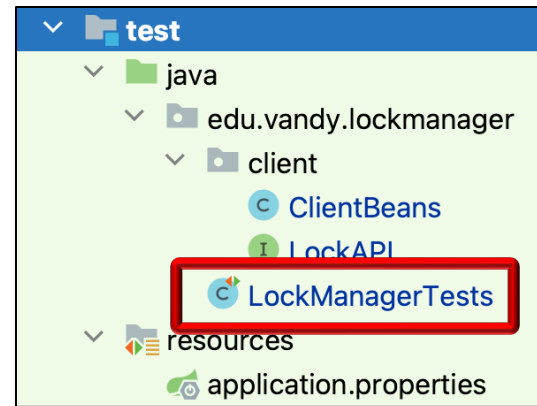 test
java
edu.vandy.lockmanager
client
C ClientBeans
I LockAPI
C LockManagerTests
resources
application.properties